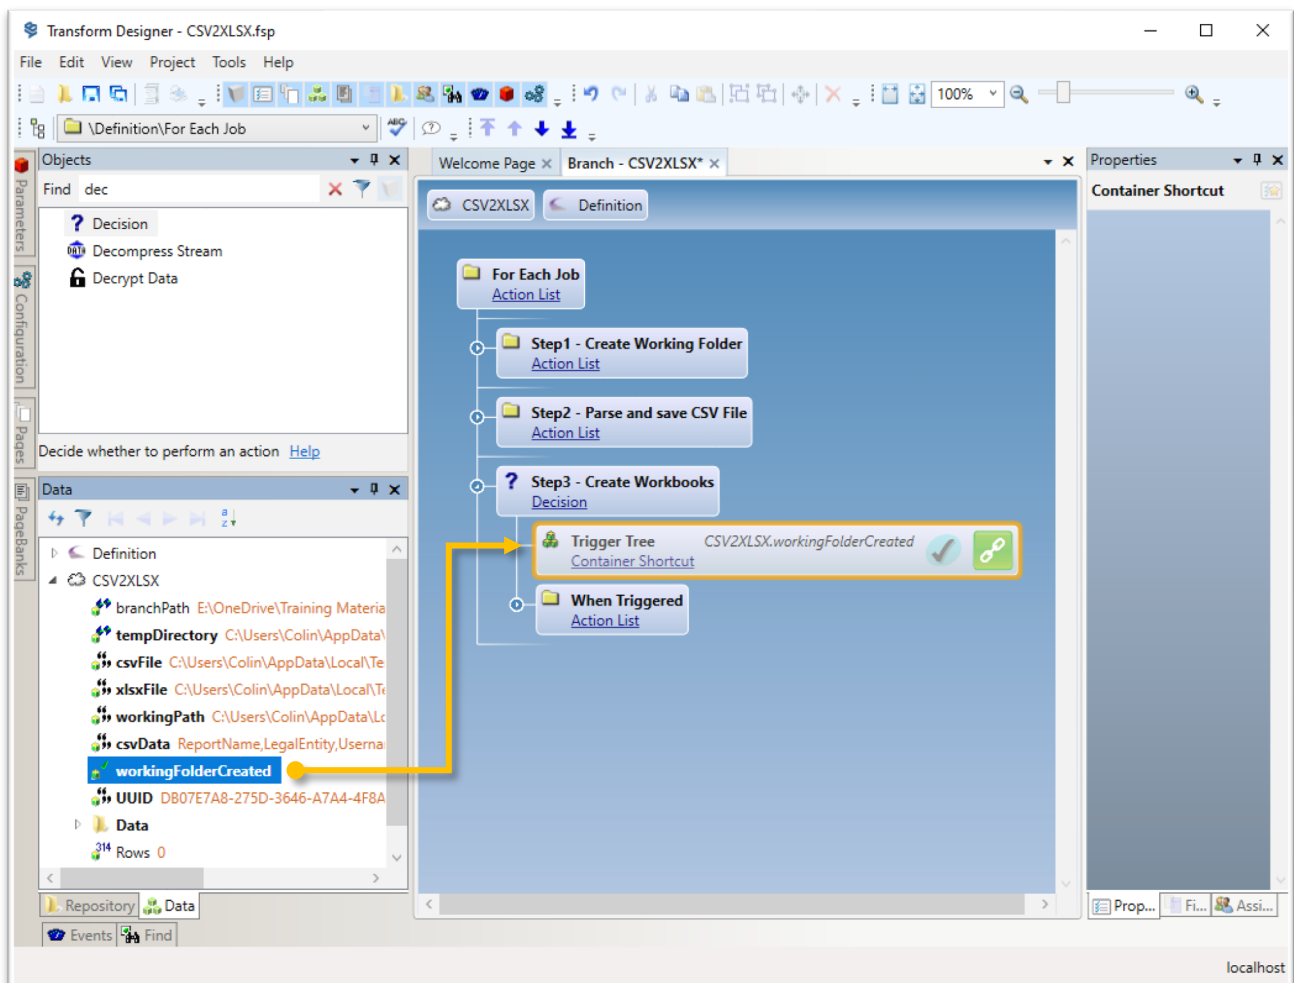 Transform Designer - CSV2XLSX.fsp
File Edit View Project Tools Help
100%
\Definition\For Each Job
Objects
Find dec
Decision
Decompress Stream
Decrypt Data
Decide whether to perform an action Help
Parameters
Configuration
Pages
PageBanks
Data
Definition
CSV2XLSX
branchPath E:\OneDrive\Training Materia
tempDirectory C:\Users\Colin\AppData\
csvFile C:\Users\Colin\AppData\Local\Te
xlsxFile C:\Users\Colin\AppData\Local\Te
workingPath C:\Users\Colin\AppData\Lo
csvData ReportName,LegalEntity,Userna
workingFolderCreated
UUID DB07E7A8-275D-3646-A7A4-4F8A
Data
314 Rows 0
Repository Data
Events Find
Welcome Page Branch - CSV2XLSX*
CSV2XLSX Definition
For Each Job
Action List
Step1 - Create Working Folder
Action List
Step2 - Parse and save CSV File
Action List
Step3 - Create Workbooks
Decision
Trigger Tree CSV2XLSX.workingFolderCreated
Container Shortcut
When Triggered
Action List
Properties
Container Shortcut
Prop... Fi... Assi...
localhost